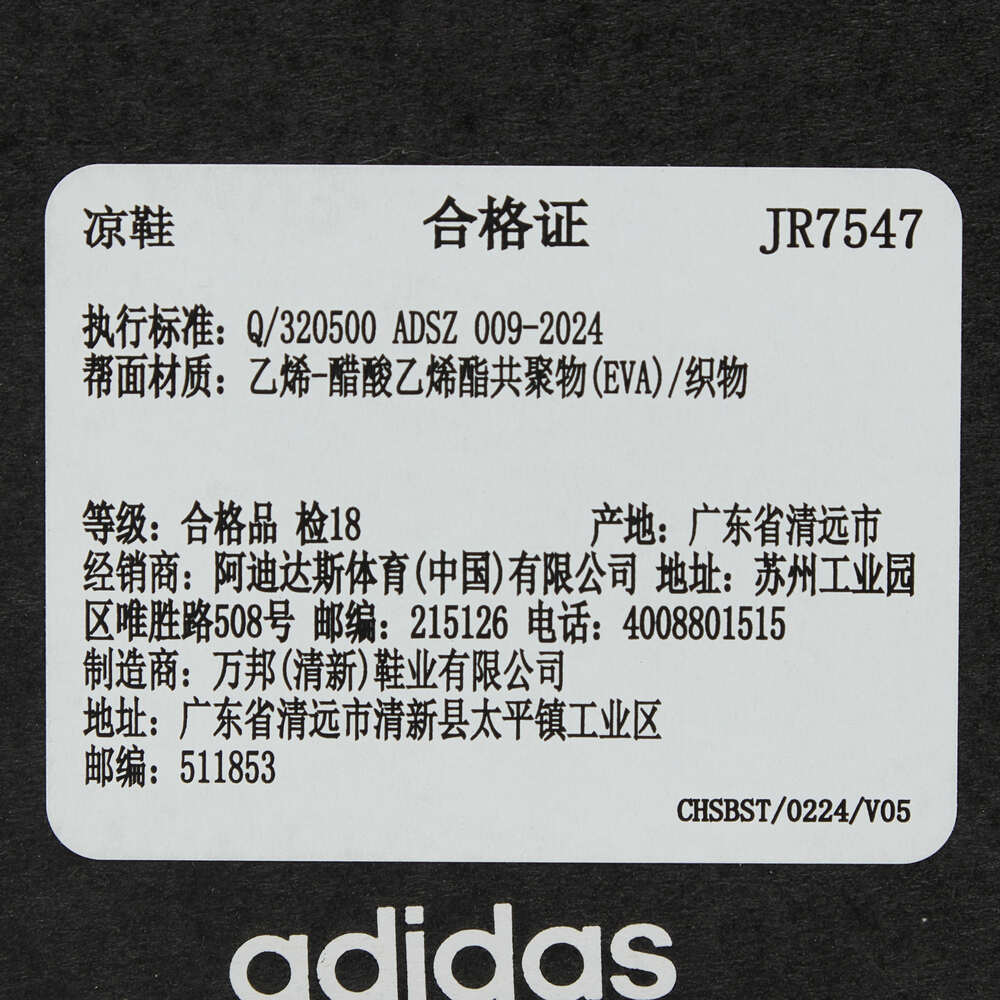 凉鞋 合格证 JR7547
执行标准：Q/320500 ADSZ 009-2024
帮面材质：乙烯-醋酸乙烯酯共聚物(EVA)/织物
等级：合格品 检18 产地：广东省清远市
经销商：阿迪达斯体育(中国)有限公司 地址：苏州工业园
区唯胜路508号 邮编：215126 电话：4008801515
制造商：万邦(清新)鞋业有限公司
地址：广东省清远市清新县太平镇工业区
邮编：511853
CHSBST/0224/V05
adidas